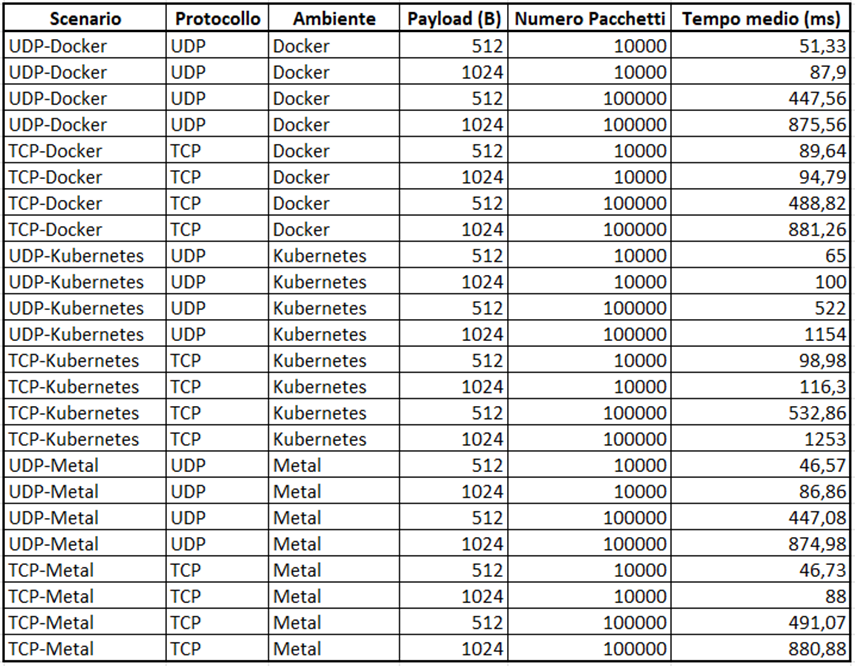 Scenario Protocollo Ambiente Payload (B) Numero Pacchetti Tempo medio (ms)
UDP-Docker UDP Docker 512 10000 51,33
UDP-Docker UDP Docker 1024 10000 87,9
UDP-Docker UDP Docker 512 100000 447,56
UDP-Docker UDP Docker 1024 100000 875,56
TCP-Docker TCP Docker 512 10000 89,64
TCP-Docker TCP Docker 1024 10000 94,79
TCP-Docker TCP Docker 512 100000 488,82
TCP-Docker TCP Docker 1024 100000 881,26
UDP-Kubernetes UDP Kubernetes 512 10000 65
UDP-Kubernetes UDP Kubernetes 1024 10000 100
UDP-Kubernetes UDP Kubernetes 512 100000 522
UDP-Kubernetes UDP Kubernetes 1024 100000 1154
TCP-Kubernetes TCP Kubernetes 512 10000 98,98
TCP-Kubernetes TCP Kubernetes 1024 10000 116,3
TCP-Kubernetes TCP Kubernetes 512 100000 532,86
TCP-Kubernetes TCP Kubernetes 1024 100000 1253
UDP-Metal UDP Metal 512 10000 46,57
UDP-Metal UDP Metal 1024 10000 86,86
UDP-Metal UDP Metal 512 100000 447,08
UDP-Metal UDP Metal 1024 100000 874,98
TCP-Metal TCP Metal 512 10000 46,73
TCP-Metal TCP Metal 1024 10000 88
TCP-Metal TCP Metal 512 100000 491,07
TCP-Metal TCP Metal 1024 100000 880,88